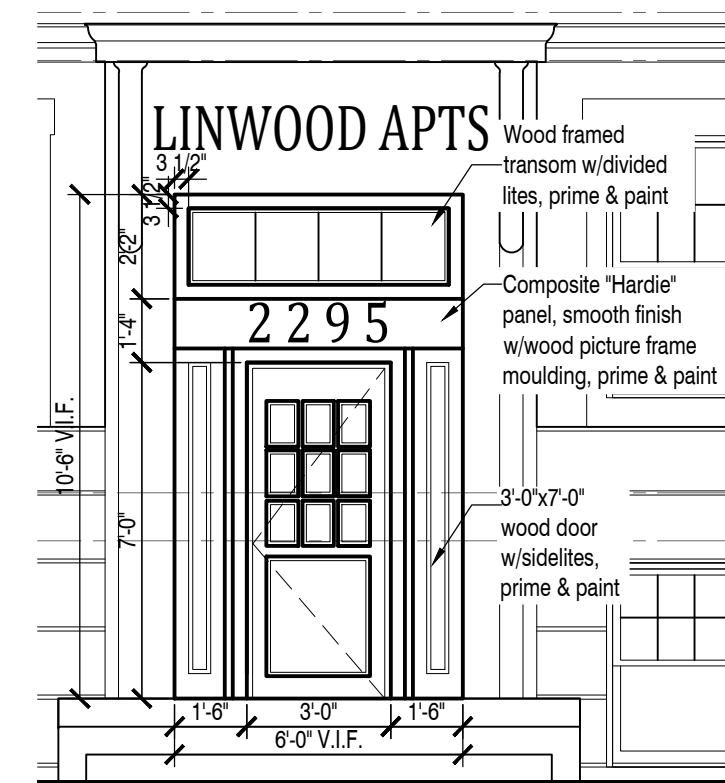 LINWOOD APTS
Wood framed
transom w/divided
lites, prime & paint
3 1/2"
3 1/2"
2'-2"
Composite "Hardie"
panel, smooth finish
w/wood picture frame
moulding, prime & paint
2295
1'-4"
10'-6" V.I.F.
7'-0"
3'-0"x7'-0"
wood door
w/sidelites,
prime & paint
1'-6"
3'-0"
1'-6"
6'-0" V.I.F.